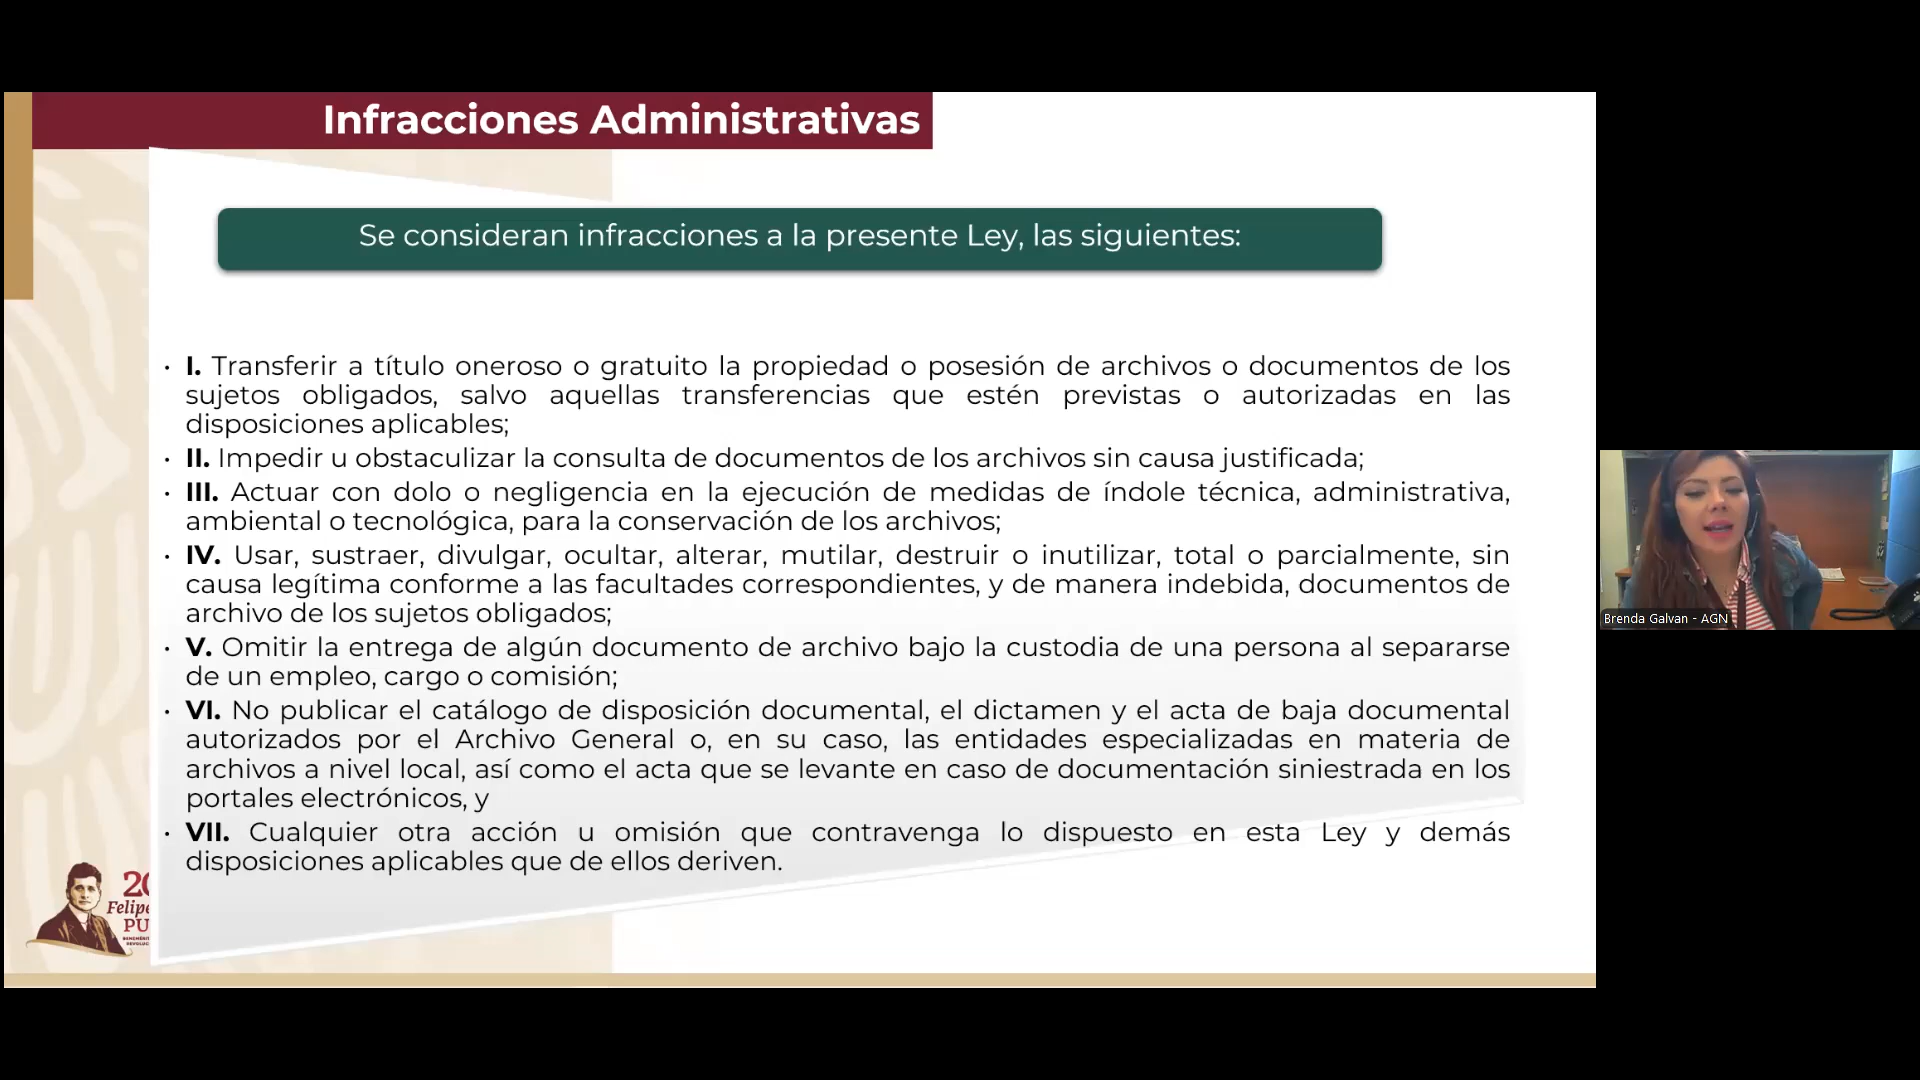 Infracciones Administrativas
Se consideran infracciones a la presente Ley, las siguientes:
· I. Transferir a título oneroso o gratuito la propiedad o posesión de archivos o documentos de los
sujetos obligados, salvo aquellas transferencias que estén previstas o autorizadas en las
disposiciones aplicables;
· II. Impedir u obstaculizar la consulta de documentos de los archivos sin causa justificada;
· III. Actuar con dolo o negligencia en la ejecución de medidas de índole técnica, administrativa,
ambiental o tecnológica, para la conservación de los archivos;
· IV. Usar, sustraer, divulgar, ocultar, alterar, mutilar, destruir o inutilizar, total o parcialmente, sin
causa legítima conforme a las facultades correspondientes, y de manera indebida, documentos de
archivo de los sujetos obligados;
· V. Omitir la entrega de algún documento de archivo bajo la custodia de una persona al separarse
de un empleo, cargo o comisión;
· VI. No publicar el catálogo de disposición documental, el dictamen y el acta de baja documental
autorizados por el Archivo General o, en su caso, las entidades especializadas en materia de
archivos a nivel local, así como el acta que se levante en caso de documentación siniestrada en los
portales electrónicos, y
· VII. Cualquier otra acción u omisión que contravenga lo dispuesto en esta Ley y demás
disposiciones aplicables que de ellos deriven.
20
Felipe
PU
Brenda Galvan - AGN